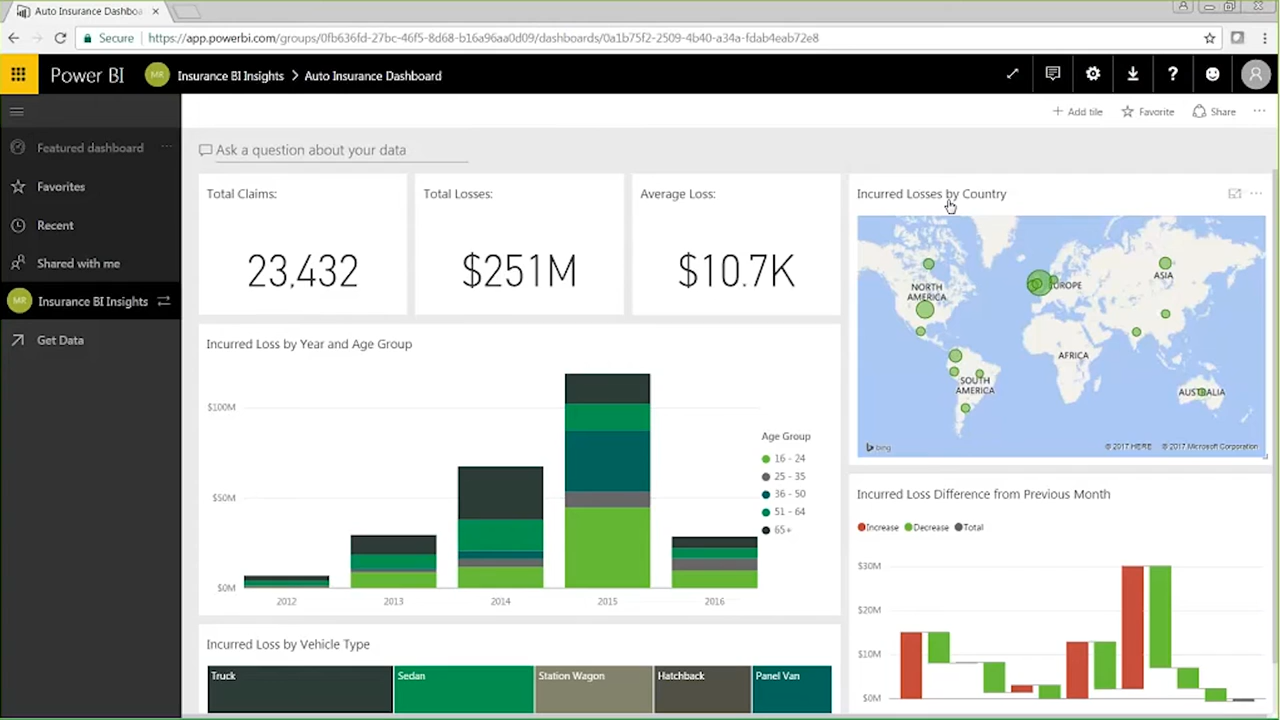 Auto Insurance Dashboa
Secure
https://app.powerbi.com/groups/0fb636fd-27bc-46f5-8d68-b16a96aa0d09/dashboards/0a1b75f2-2509-4b40-a34a-fdab4eab72e8
Power BI
MR
Insurance BI Insights > Auto Insurance Dashboard
Add tile
Favorite
Share
Featured dashboard
Favorites
Recent
Shared with me
MR
Insurance BI Insights
Get Data
Ask a question about your data
Total Claims:
23,432
Total Losses:
$251M
Average Loss:
$10.7K
Incurred Losses by Country
NORTH
AMERICA
EUROPE
ASIA
AFRICA
SOUTH
AMERICA
AUSTRALIA
bing
© 2017 HERE
© 2017 Microsoft Corporation
Incurred Loss by Year and Age Group
$100M
$50M
$0M
2012
2013
2014
2015
2016
Age Group
16 - 24
25 - 35
36 - 50
51 - 64
65+
Incurred Loss Difference from Previous Month
Increase
Decrease
Total
$30M
$20M
$10M
$0M
Incurred Loss by Vehicle Type
Truck
Sedan
Station Wagon
Hatchback
Panel Van